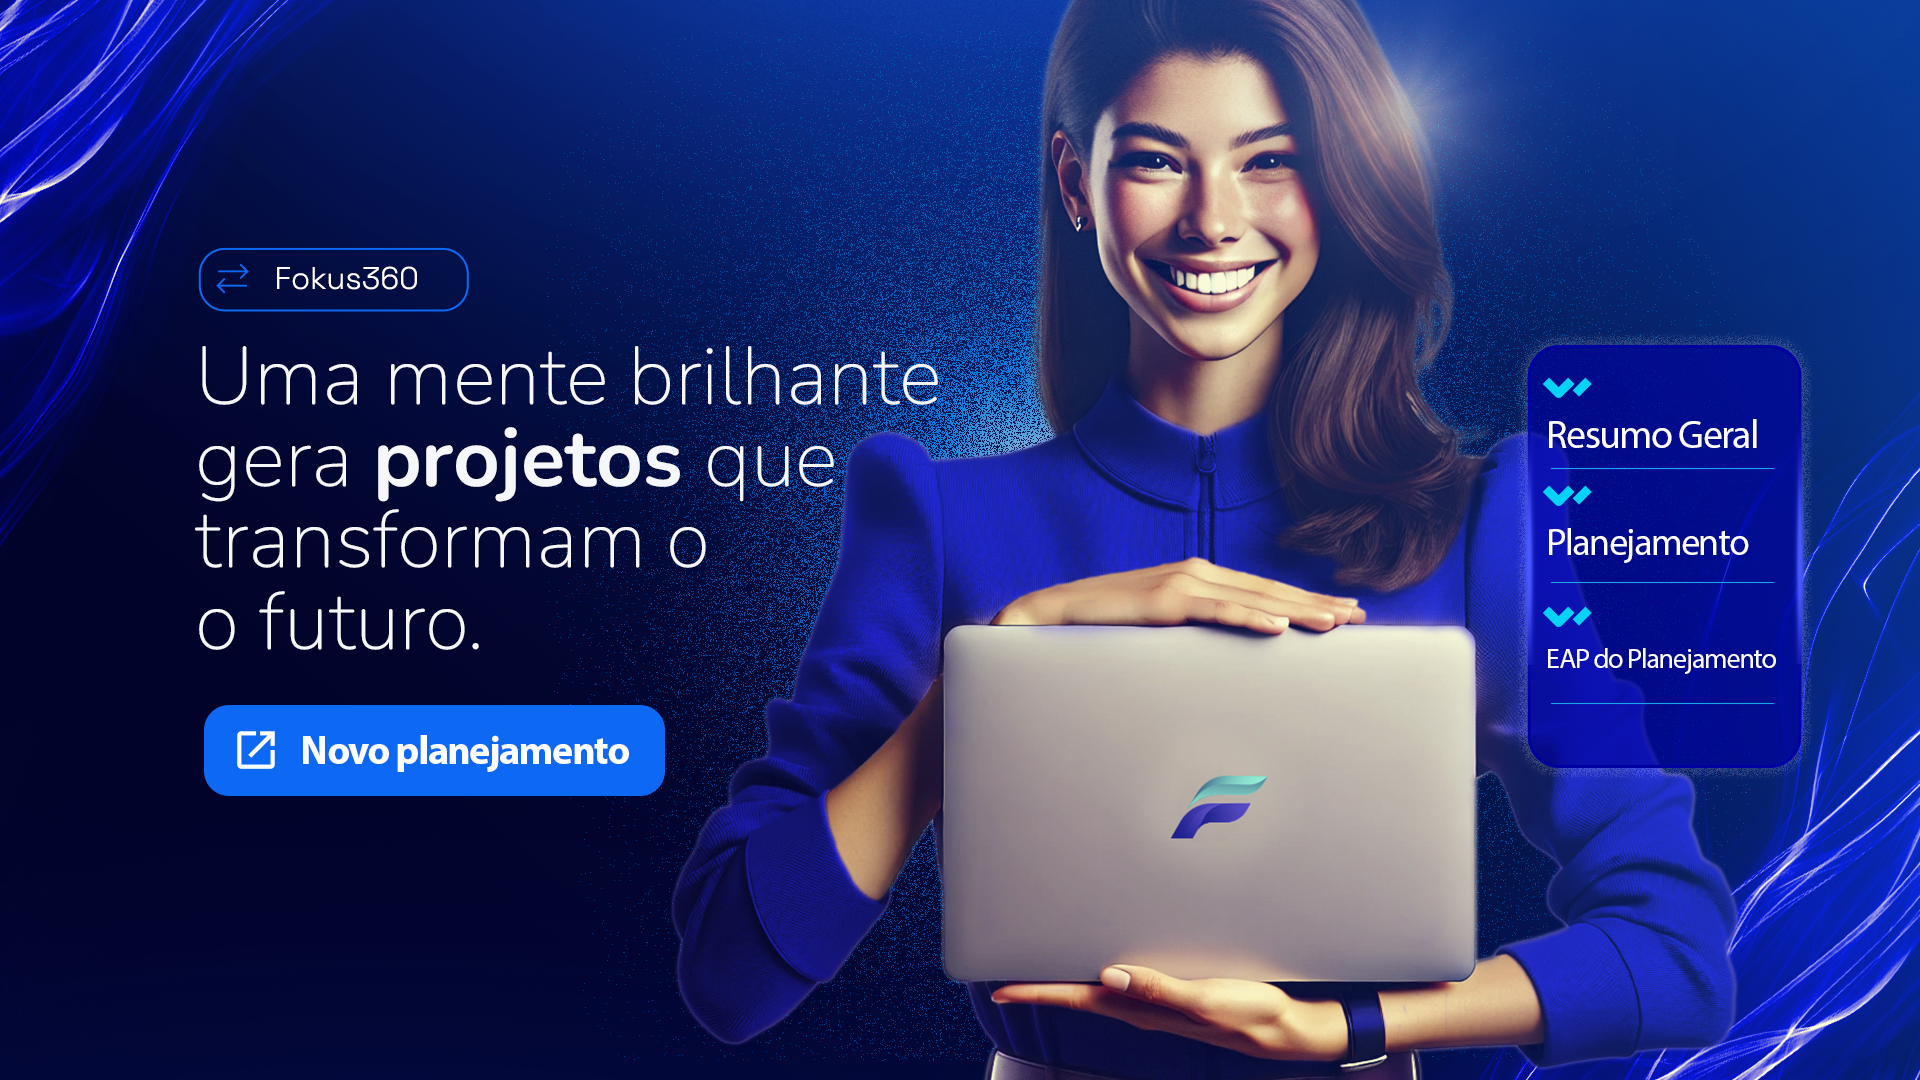 Fokus360
Uma mente brilhante
gera projetos que
transformam o
o futuro.
Novo planejamento
Resumo Geral
Planejamento
EAP do Planejamento